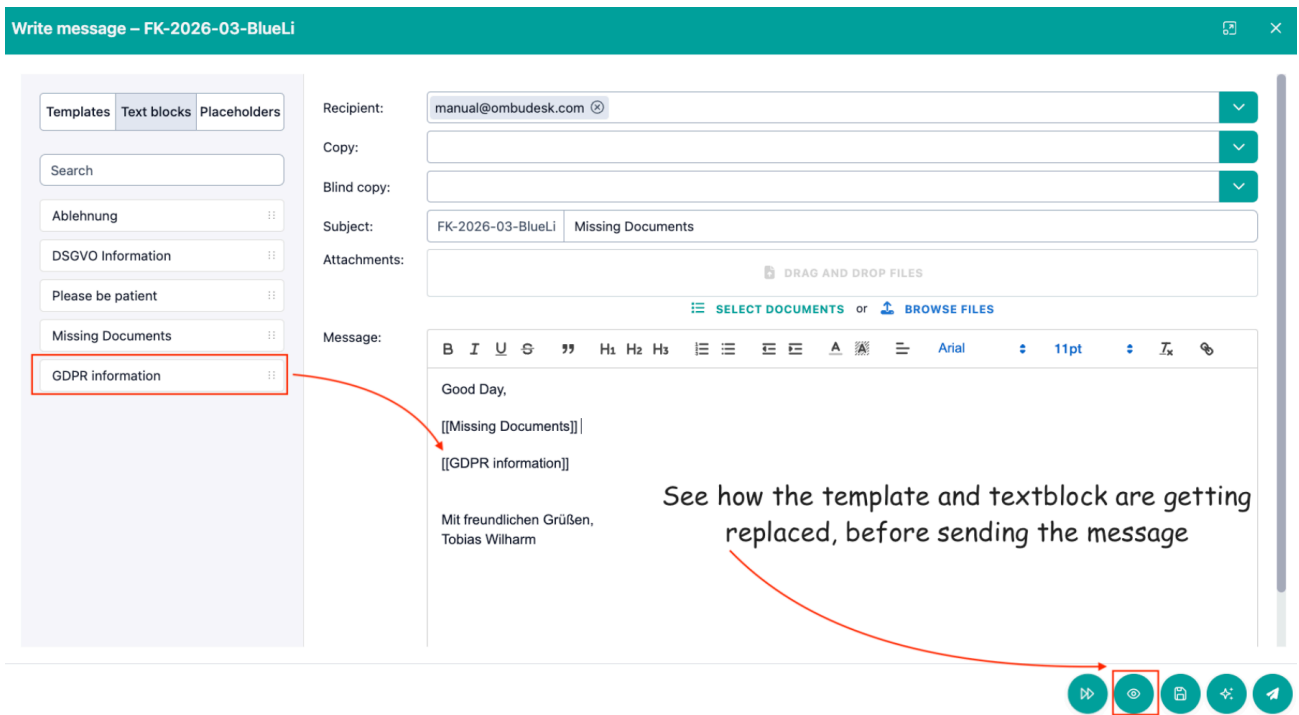 Write message – FK-2026-03-BlueLi
Templates Text blocks Placeholders
Search
Ablehnung
DSGVO Information
Please be patient
Missing Documents
GDPR information
Recipient: manual@ombudesk.com
Copy:
Blind copy:
Subject: FK-2026-03-BlueLi Missing Documents
Attachments: DRAG AND DROP FILES
SELECT DOCUMENTS or BROWSE FILES
Message:
B I U S ” H1 H2 H3 A A Arial 11pt Tx
Good Day,
[[Missing Documents]]
[[GDPR information]]
See how the template and textblock are getting
replaced, before sending the message
Mit freundlichen Grüßen,
Tobias Wilharm